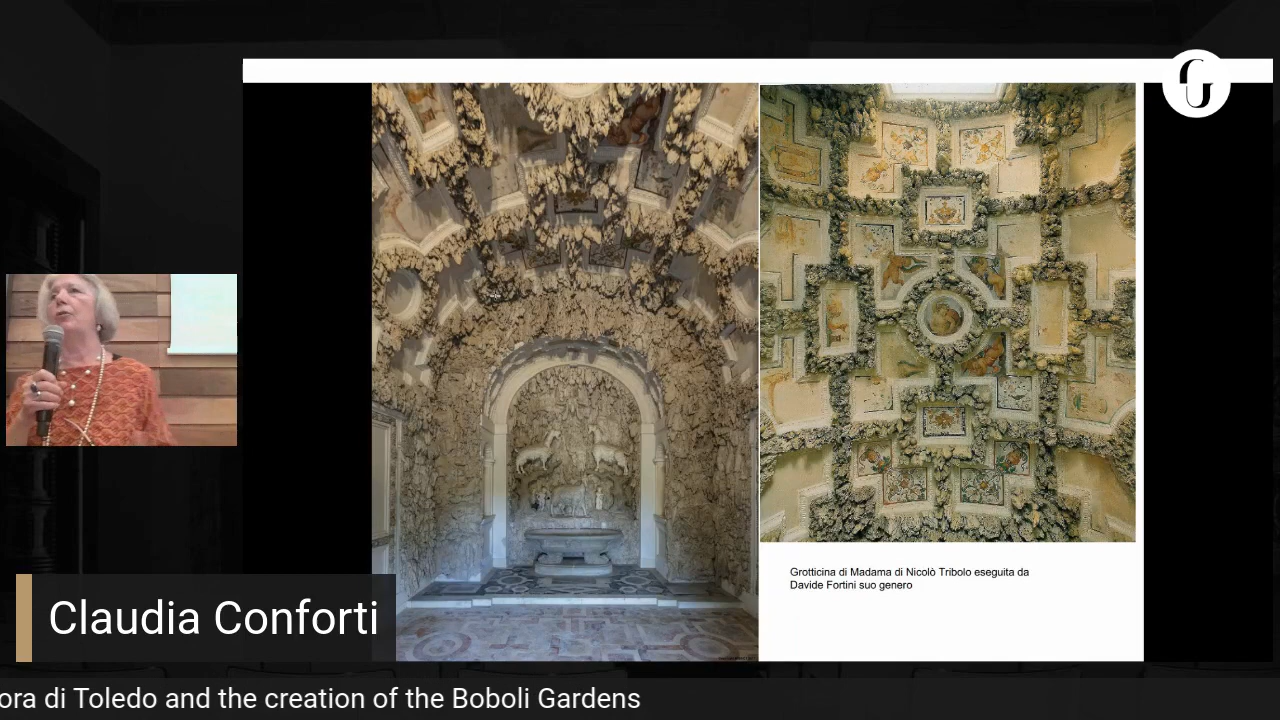 Grotticina di Madama di Nicolò Tribolo eseguita da
Davide Fortini suo genero
Claudia Conforti
ora di Toledo and the creation of the Boboli Gardens